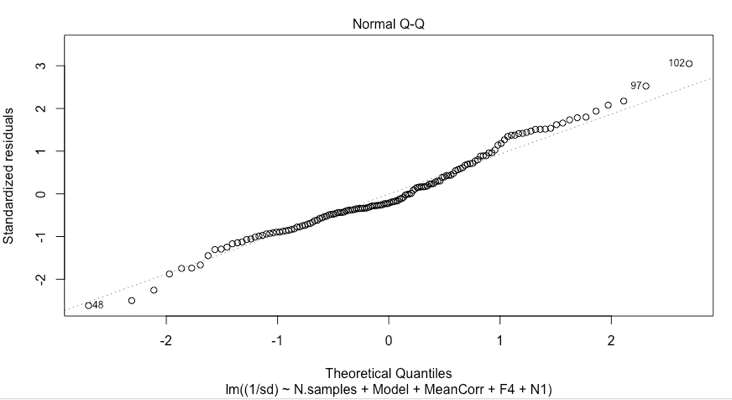 Normal Q-Q
Standardized residuals
3
2
1
0
-1
-2
102
97
48
-2 -1 0 1 2
Theoretical Quantiles
lm((1/sd) ~ N.samples + Model + MeanCorr + F4 + N1)